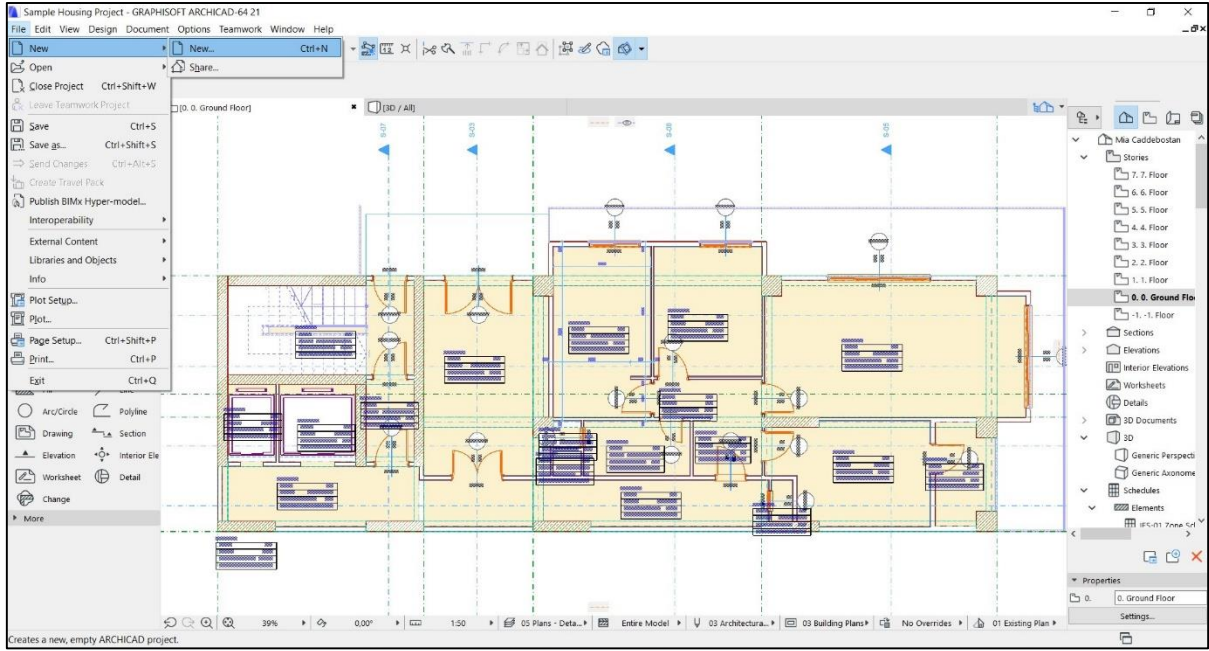 Sample Housing Project - GRAPHISOFT ARCHICAD-64 21
File Edit View Design Document Options Teamwork Window Help
New
New... Ctrl+N
Open
Share...
Close Project Ctrl+Shift+W
Leave Teamwork Project
[0. 0. Ground Floor]
[3D / All]
Save Ctrl+S
Save as... Ctrl+Shift+S
Send Changes Ctrl+Alt+S
Create Travel Pack
Publish BIMx Hyper-model...
Interoperability
External Content
Libraries and Objects
Info
Plot Setup...
Plot...
Page Setup... Ctrl+Shift+P
Print... Ctrl+P
Exit Ctrl+Q
Arc/Circle Polyline
Drawing Section
Elevation Interior Ele
Worksheet Detail
Change
More
S-07
S-03
S-08
S-05
Mia Caddebostan
Stories
7. 7. Floor
6. 6. Floor
5. 5. Floor
4. 4. Floor
3. 3. Floor
2. 2. Floor
1. 1. Floor
0. 0. Ground Flo
-1. -1. Floor
Sections
Elevations
Interior Elevations
Worksheets
Details
3D Documents
3D
Generic Perspecti
Generic Axonome
Schedules
Elements
IES-01 Zone Scl
Properties
0. 0. Ground Floor
Settings...
39% 0,00° 1:50 05 Plans - Deta... Entire Model 03 Architectura... 03 Building Plans No Overrides 01 Existing Plan
Creates a new, empty ARCHICAD project.